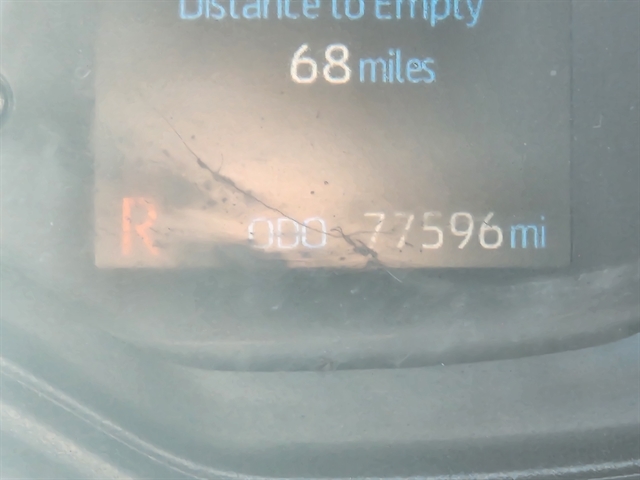 Distance to Empty
68 miles
R ODO 77596 mi